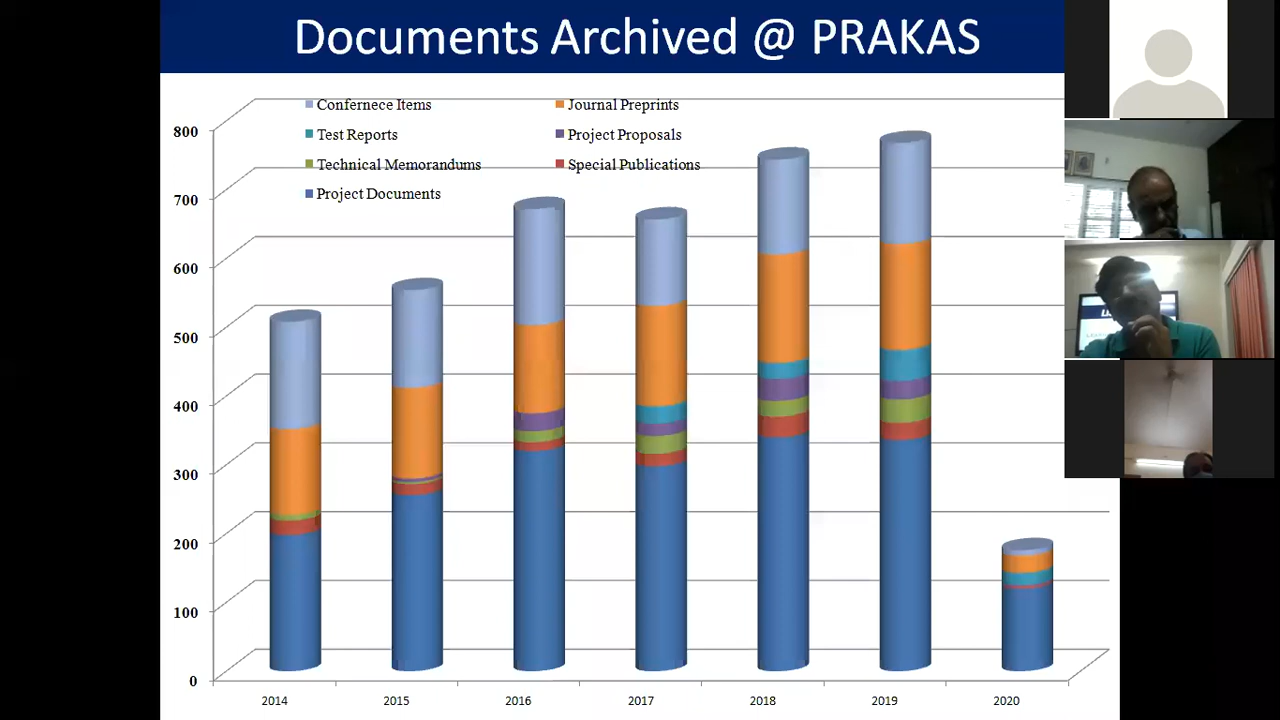 Documents Archived @ PRAKAS
Confernece Items Journal Preprints
Test Reports Project Proposals
Technical Memorandums Special Publications
Project Documents
800
700
600
500
400
300
200
100
0
2014 2015 2016 2017 2018 2019 2020